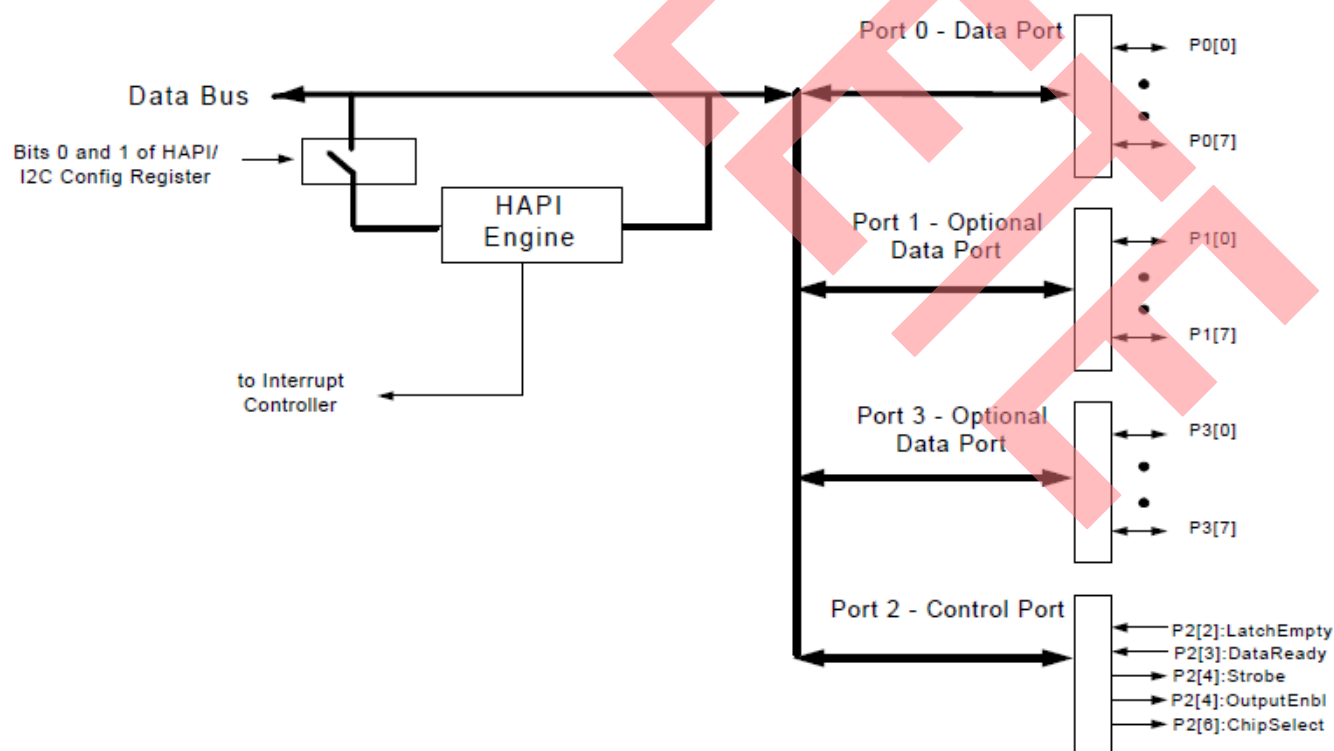 Port 0 - Data Port
P0[0]
Data Bus
P0[7]
Bits 0 and 1 of HAPI/
I2C Config Register
HAPI
Engine
Port 1 - Optional
Data Port
P1[0]
P1[7]
to Interrupt
Controller
Port 3 - Optional
Data Port
P3[0]
P3[7]
Port 2 - Control Port
P2[2]:LatchEmpty
P2[3]:DataReady
P2[4]:Strobe
P2[4]:OutputEnbl
P2[6]:ChipSelect